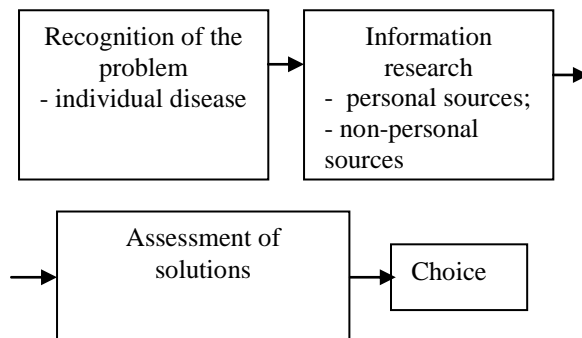 Recognition of the
problem
- individual disease
Information
research
- personal sources;
- non-personal
sources
Assessment of
solutions
Choice